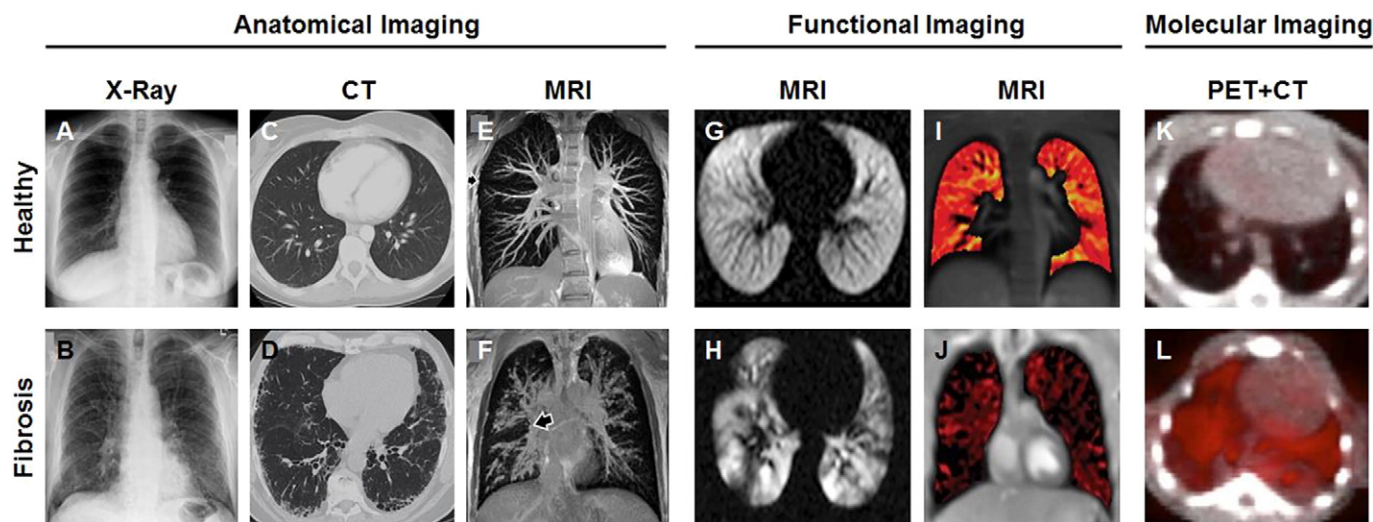 Anatomical Imaging Functional Imaging Molecular Imaging
X-Ray CT MRI MRI MRI PET+CT
Healthy
A C E G I K
Fibrosis
B D F H J L